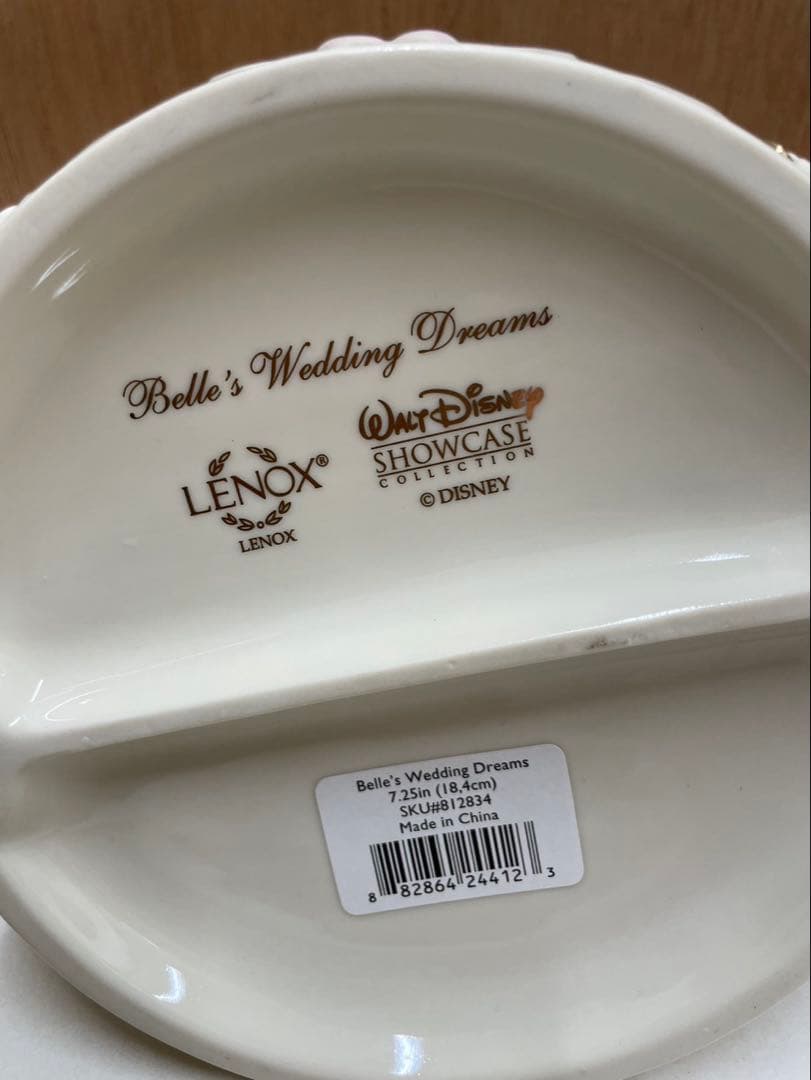 Belle's Wedding Dreams
LENOX®
LENOX
WALT DISNEY
SHOWCASE
COLLECTION
© DISNEY
Belle's Wedding Dreams
7.25in (18,4cm)
SKU#812834
Made in China
8 82864 24412 3